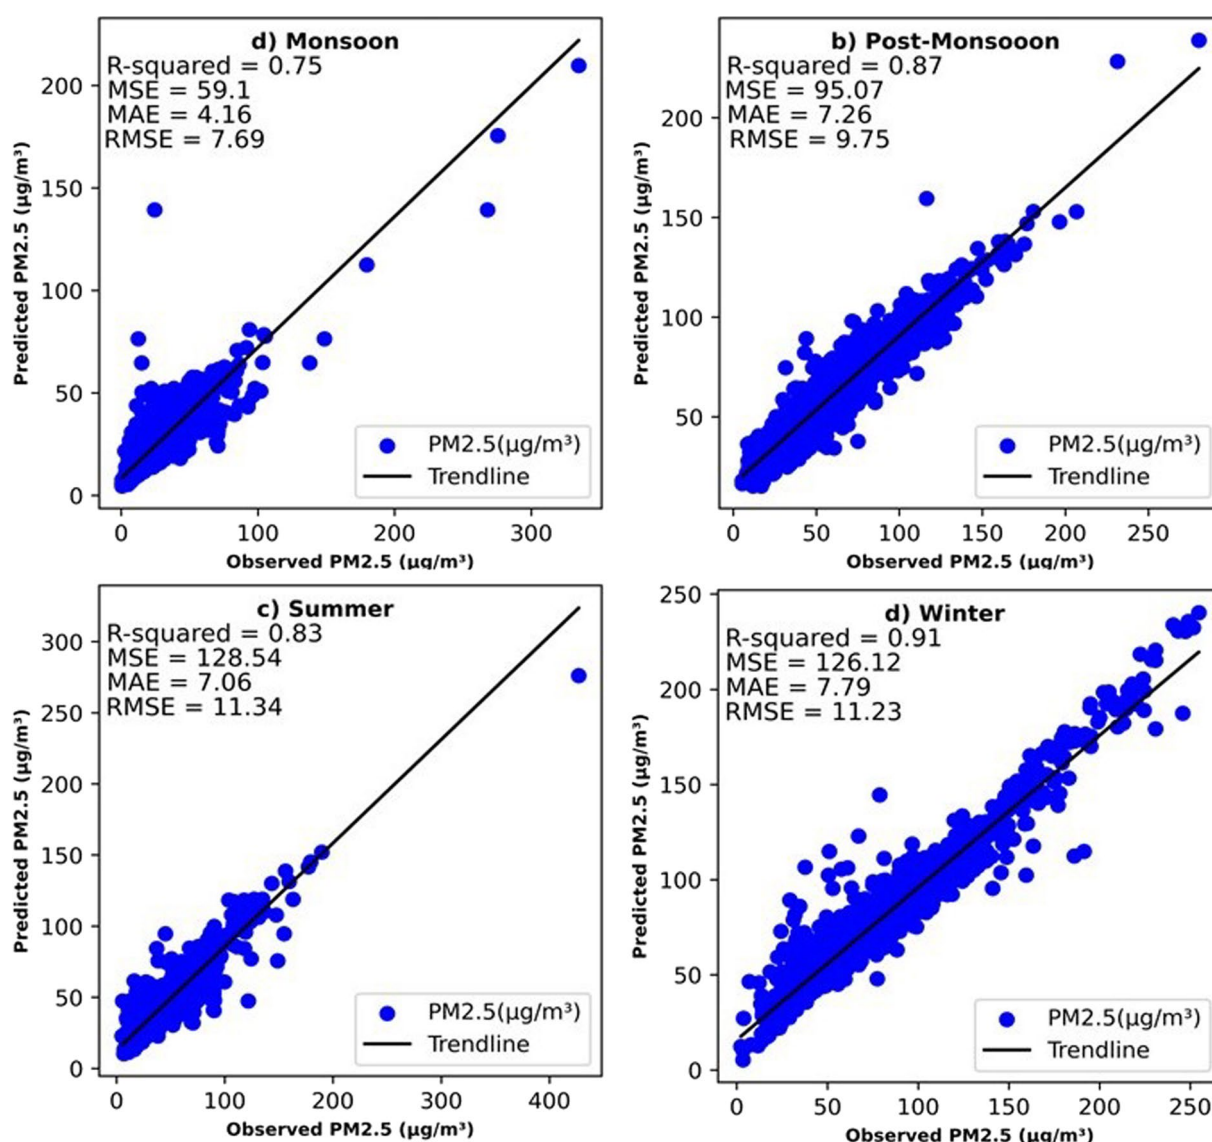 d) Monsoon
R-squared = 0.75
MSE = 59.1
MAE = 4.16
RMSE = 7.69
Predicted PM2.5 (µg/m³)
200
150
100
50
0
PM2.5(µg/m³)
Trendline
0 100 200 300
Observed PM2.5 (µg/m³)
b) Post-Monsooon
R-squared = 0.87
MSE = 95.07
MAE = 7.26
RMSE = 9.75
Predicted PM2.5 (µg/m³)
200
150
100
50
PM2.5(µg/m³)
Trendline
0 50 100 150 200 250
Observed PM2.5 (µg/m³)
c) Summer
R-squared = 0.83
MSE = 128.54
MAE = 7.06
RMSE = 11.34
Predicted PM2.5 (µg/m³)
300
250
200
150
100
50
0
PM2.5(µg/m³)
Trendline
0 100 200 300 400
Observed PM2.5 (µg/m³)
d) Winter
R-squared = 0.91
MSE = 126.12
MAE = 7.79
RMSE = 11.23
Predicted PM2.5 (µg/m³)
250
200
150
100
50
0
PM2.5(µg/m³)
Trendline
0 50 100 150 200 250
Observed PM2.5 (µg/m³)